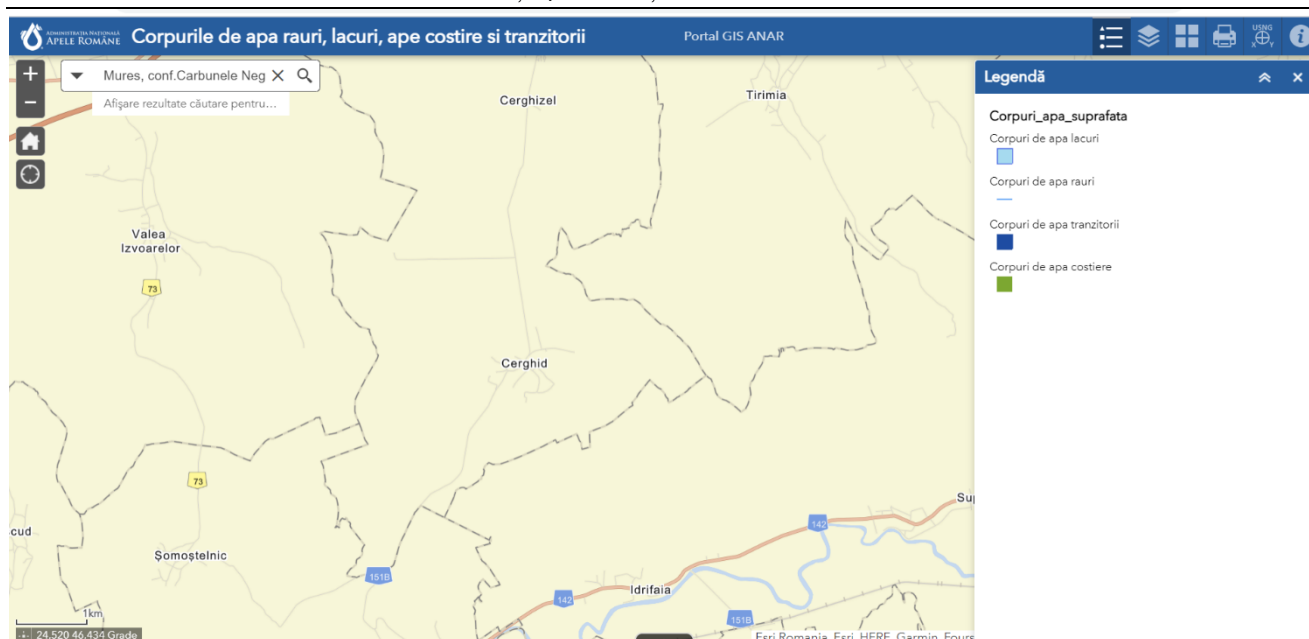 ADMINISTRAȚIA NAȚIONALĂ
APELE ROMÂNE
Corpurile de apa rauri, lacuri, ape costire si tranzitorii
Portal GIS ANAR
USNG
X Y
+
Mures, conf.Carbunele Neg
Afișare rezultate căutare pentru…
−
Legendă
Corpuri_apa_suprafata
Corpuri de apa lacuri
Corpuri de apa rauri
Corpuri de apa tranzitorii
Corpuri de apa costiere
Cerghizel
Tirimia
Valea
Izvoarelor
73
Cerghid
73
Șomoștelnic
151B
142
Idrifaia
142
151B
1km
24,520 46,434 Grade
Esri Romania, Esri, HERE, Garmin, Fours